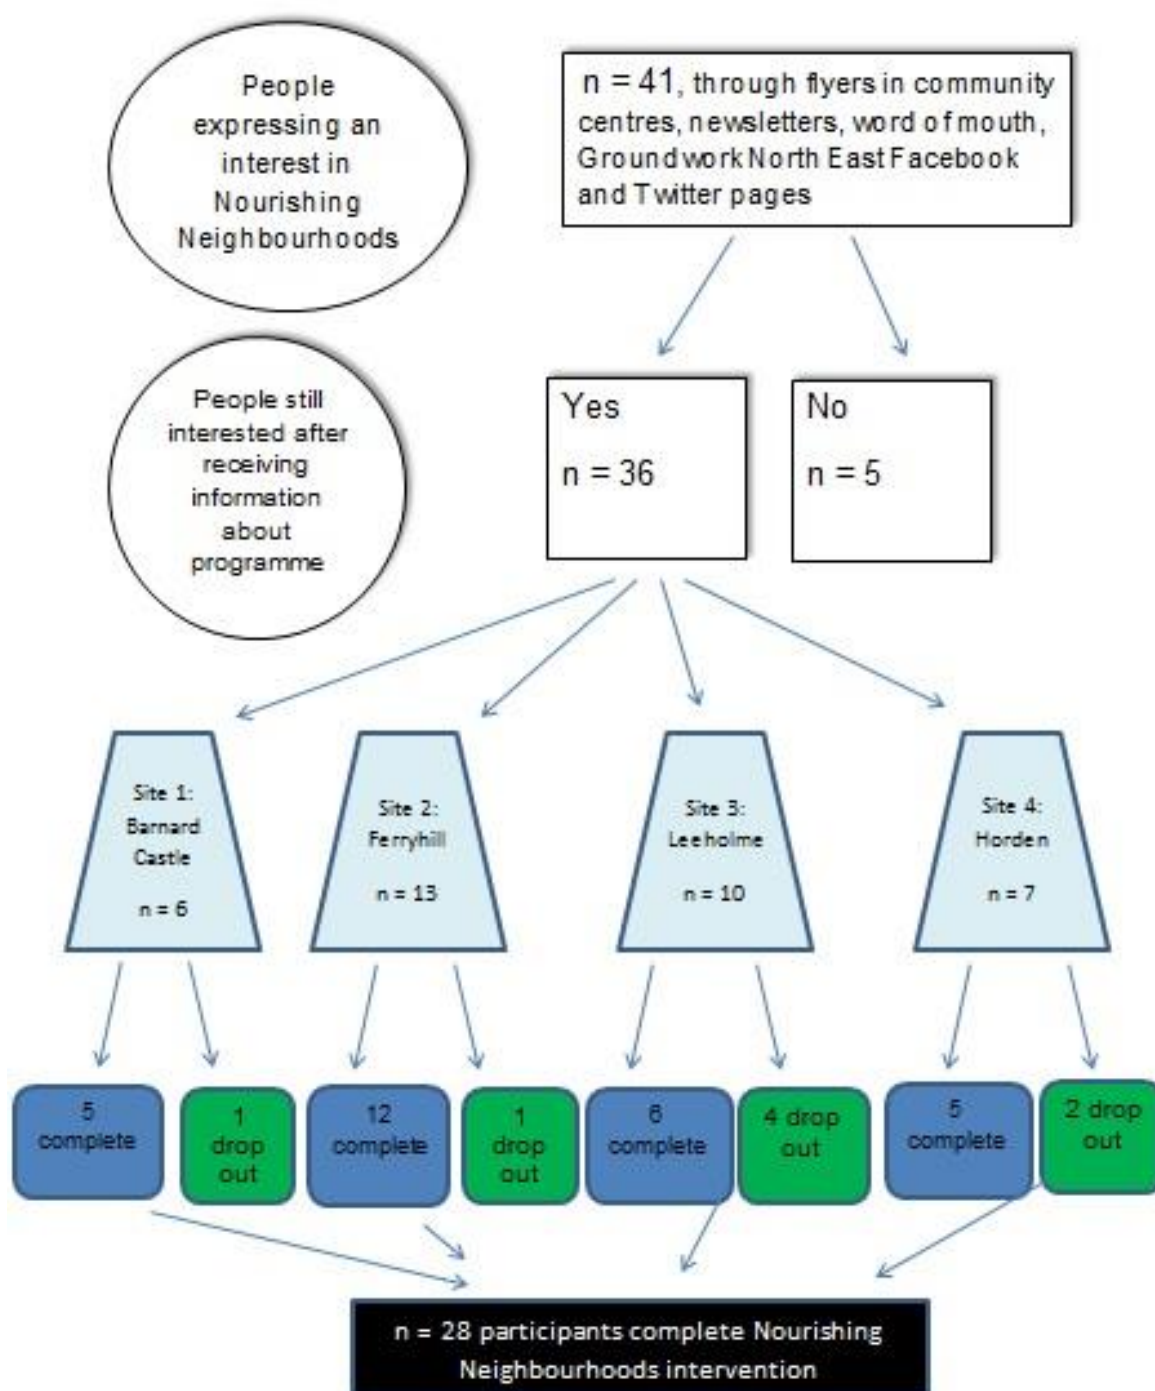 People
expressing an
interest in
Nourishing
Neighbourhoods
n = 41, through flyers in community
centres, newsletters, word of mouth,
Groundwork North East Facebook
and Twitter pages
People still
interested after
receiving
information
about
programme
Yes
n = 36
No
n = 5
Site 1:
Barnard
Castle
n = 6
Site 2:
Ferryhill
n = 13
Site 3:
Leeholme
n = 10
Site 4:
Horden
n = 7
5
complete
1
drop
out
12
complete
1
drop
out
6
complete
4 drop
out
5
complete
2 drop
out
n = 28 participants complete Nourishing
Neighbourhoods intervention